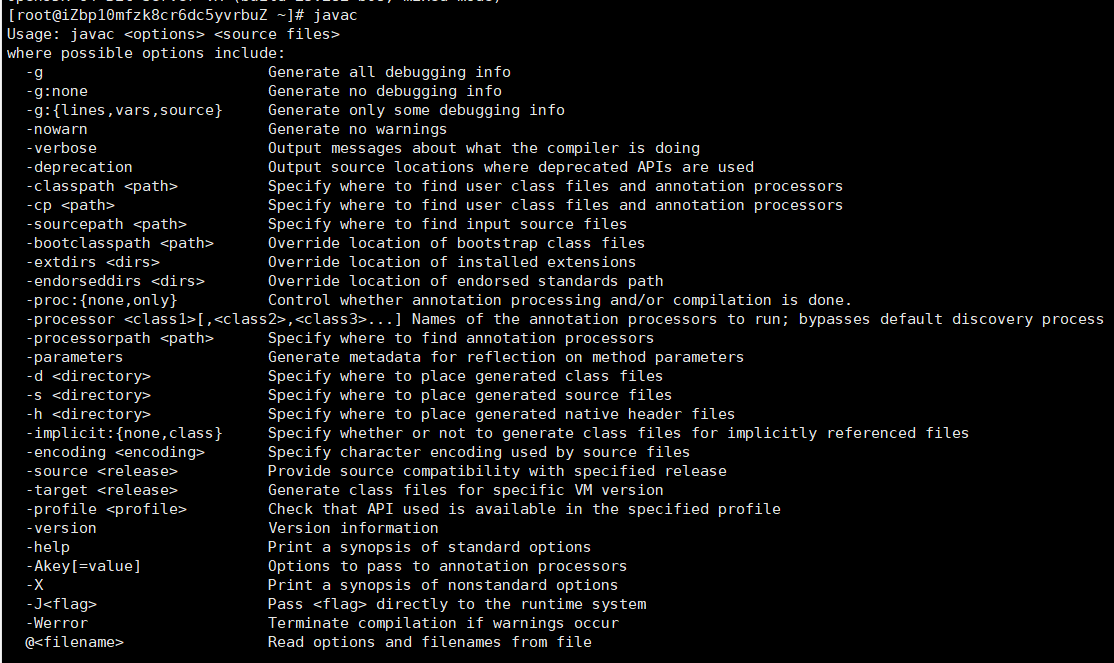 [root@iZbp10mfzk8cr6dc5yvrbuZ ~]# javac
Usage: javac <options> <source files>
where possible options include:
  -g                         Generate all debugging info
  -g:none                    Generate no debugging info
  -g:{lines,vars,source}     Generate only some debugging info
  -nowarn                    Generate no warnings
  -verbose                   Output messages about what the compiler is doing
  -deprecation               Output source locations where deprecated APIs are used
  -classpath <path>          Specify where to find user class files and annotation processors
  -cp <path>                 Specify where to find user class files and annotation processors
  -sourcepath <path>         Specify where to find input source files
  -bootclasspath <path>      Override location of bootstrap class files
  -extdirs <dirs>            Override location of installed extensions
  -endorseddirs <dirs>       Override location of endorsed standards path
  -proc:{none,only}          Control whether annotation processing and/or compilation is done.
  -processor <class1>[,<class2>,<class3>...] Names of the annotation processors to run; bypasses default discovery process
  -processorpath <path>      Specify where to find annotation processors
  -parameters                Generate metadata for reflection on method parameters
  -d <directory>             Specify where to place generated class files
  -s <directory>             Specify where to place generated source files
  -h <directory>             Specify where to place generated native header files
  -implicit:{none,class}     Specify whether or not to generate class files for implicitly referenced files
  -encoding <encoding>       Specify character encoding used by source files
  -source <release>          Provide source compatibility with specified release
  -target <release>          Generate class files for specific VM version
  -profile <profile>         Check that API used is available in the specified profile
  -version                   Version information
  -help                      Print a synopsis of standard options
  -Akey[=value]              Options to pass to annotation processors
  -X                         Print a synopsis of nonstandard options
  -J<flag>                   Pass <flag> directly to the runtime system
  -Werror                    Terminate compilation if warnings occur
  @<filename>                Read options and filenames from file